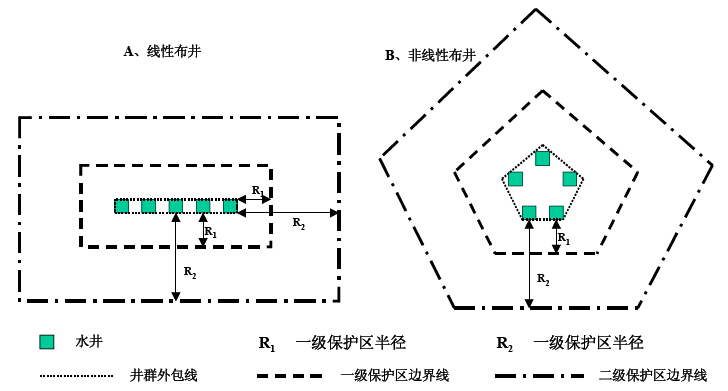 A、线性布井
B、非线性布井
R1
R2
R1
R2
R1
R2
水井
R1 一级保护区半径
R2 一级保护区半径
井群外包线
一级保护区边界线
二级保护区边界线